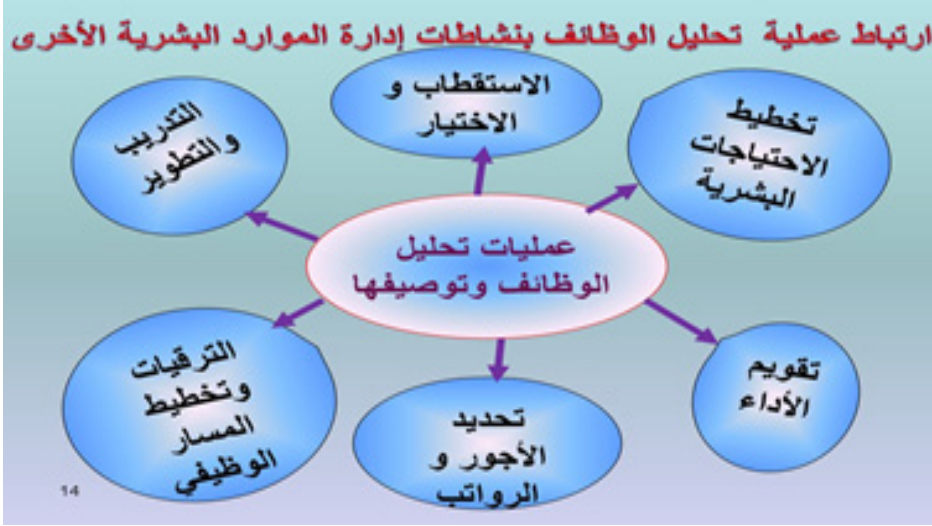 ارتباط عملية تحليل الوظائف بنشاطات إدارة الموارد البشرية الأخرى
تخطيط
الاحتياجات
البشرية
الاستقطاب و
الاختيار
التدريب
والتطوير
عمليات تحليل
الوظائف وتوصيفها
تقويم
الأداء
تحديد
الأجور و
الرواتب
الترقيات
وتخطيط
المسار
الوظيفي
14